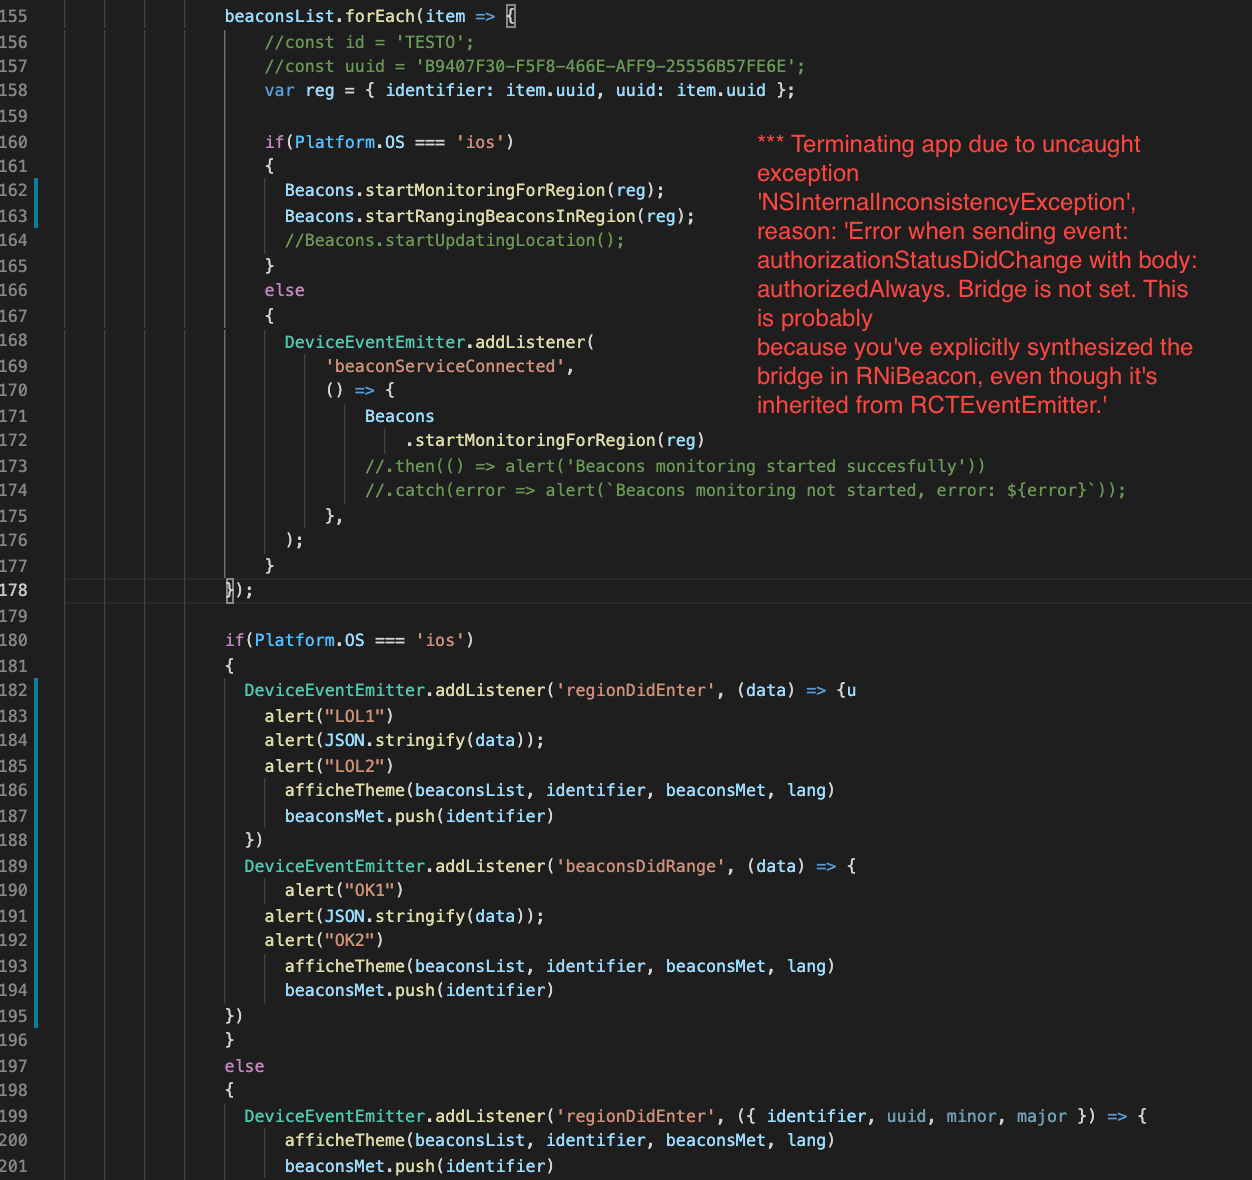 155 beaconsList.forEach(item => {
156 //const id = 'TESTO';
157 //const uuid = 'B9407F30-F5F8-466E-AFF9-25556B57FE6E';
158 var reg = { identifier: item.uuid, uuid: item.uuid };
159
160 if(Platform.OS === 'ios')
161 {
162 Beacons.startMonitoringForRegion(reg);
163 Beacons.startRangingBeaconsInRegion(reg);
164 //Beacons.startUpdatingLocation();
165 }
166 else
167 {
168 DeviceEventEmitter.addListener(
169 'beaconServiceConnected',
170 () => {
171 Beacons
172 .startMonitoringForRegion(reg)
173 //.then(() => alert('Beacons monitoring started succesfully'))
174 //.catch(error => alert(`Beacons monitoring not started, error: ${error}`));
175 },
176 );
177 }
178 });
179
180 if(Platform.OS === 'ios')
181 {
182 DeviceEventEmitter.addListener('regionDidEnter', (data) => {u
183 alert("LOL1")
184 alert(JSON.stringify(data));
185 alert("LOL2")
186 afficheTheme(beaconsList, identifier, beaconsMet, lang)
187 beaconsMet.push(identifier)
188 })
189 DeviceEventEmitter.addListener('beaconsDidRange', (data) => {
190 alert("OK1")
191 alert(JSON.stringify(data));
192 alert("OK2")
193 afficheTheme(beaconsList, identifier, beaconsMet, lang)
194 beaconsMet.push(identifier)
195 })
196 }
197 else
198 {
199 DeviceEventEmitter.addListener('regionDidEnter', ({ identifier, uuid, minor, major }) => {
200 afficheTheme(beaconsList, identifier, beaconsMet, lang)
201 beaconsMet.push(identifier)
*** Terminating app due to uncaught
exception
'NSInternalInconsistencyException',
reason: 'Error when sending event:
authorizationStatusDidChange with body:
authorizedAlways. Bridge is not set. This
is probably
because you've explicitly synthesized the
bridge in RNiBeacon, even though it's
inherited from RCTEventEmitter.'